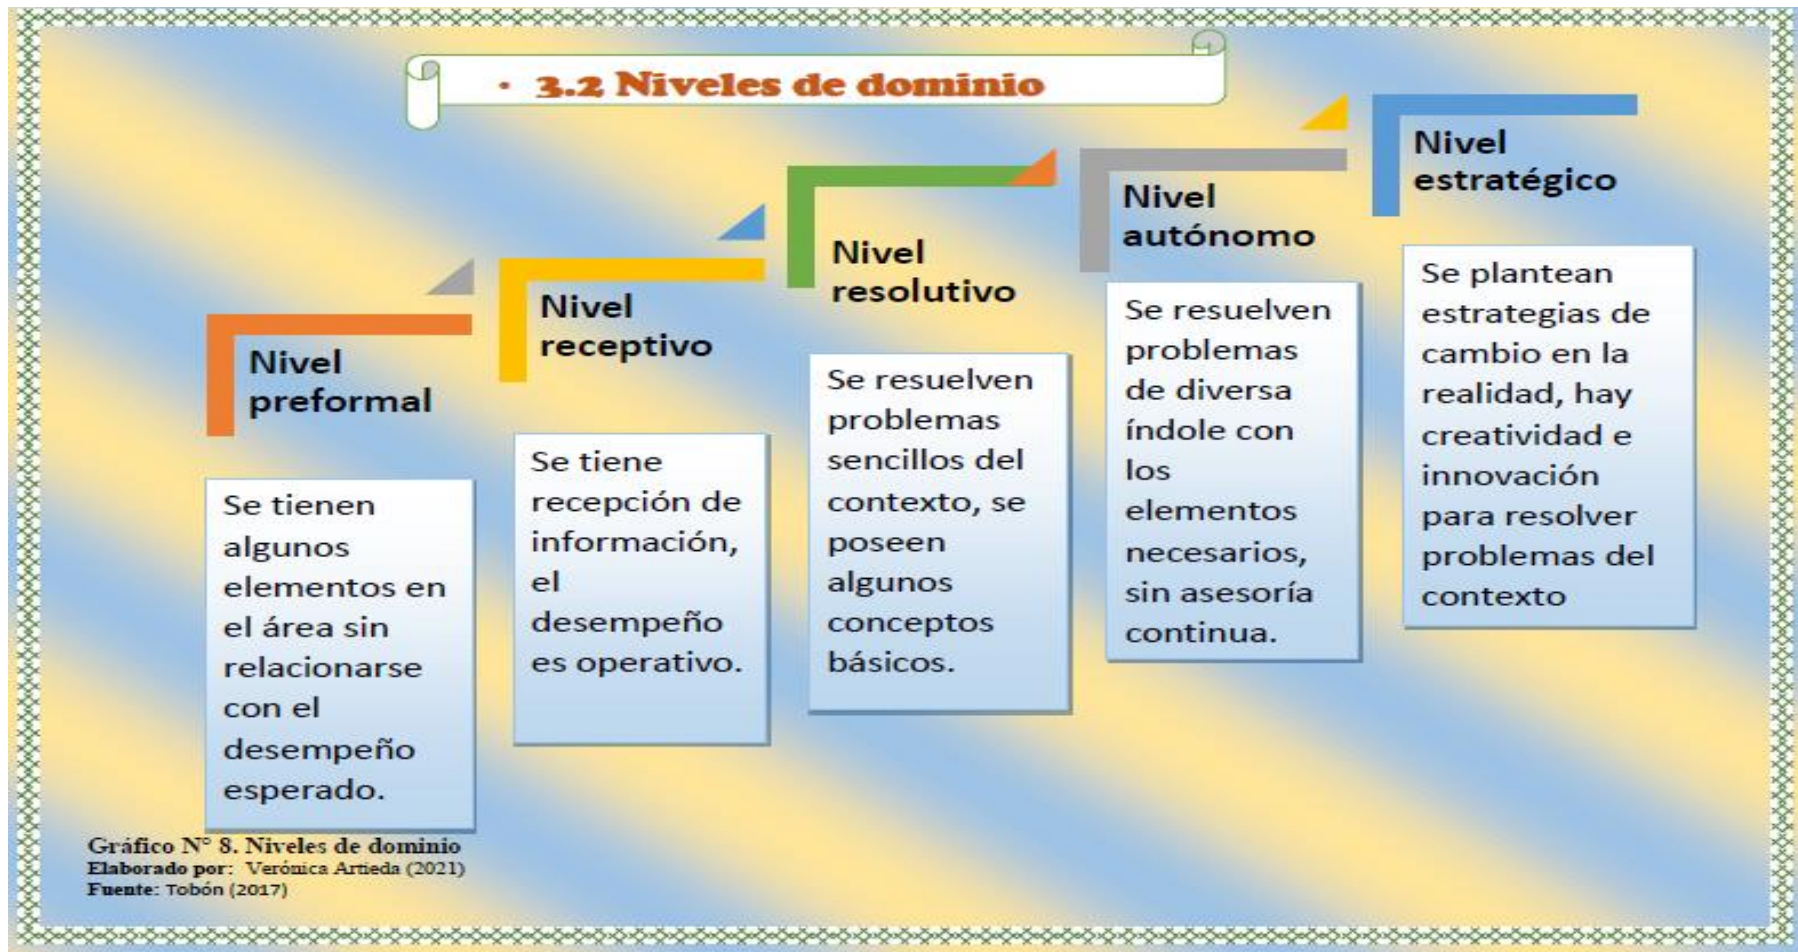 • 3.2 Niveles de dominio
Nivel
preformal
Se tienen
algunos
elementos en
el área sin
relacionarse
con el
desempeño
esperado.
Nivel
receptivo
Se tiene
recepción de
información,
el
desempeño
es operativo.
Nivel
resolutivo
Se resuelven
problemas
sencillos del
contexto, se
poseen
algunos
conceptos
básicos.
Nivel
autónomo
Se resuelven
problemas
de diversa
índole con
los
elementos
necesarios,
sin asesoría
continua.
Nivel
estratégico
Se plantean
estrategias de
cambio en la
realidad, hay
creatividad e
innovación
para resolver
problemas del
contexto
Gráfico N° 8. Niveles de dominio
Elaborado por: Verónica Artieda (2021)
Fuente: Tobón (2017)